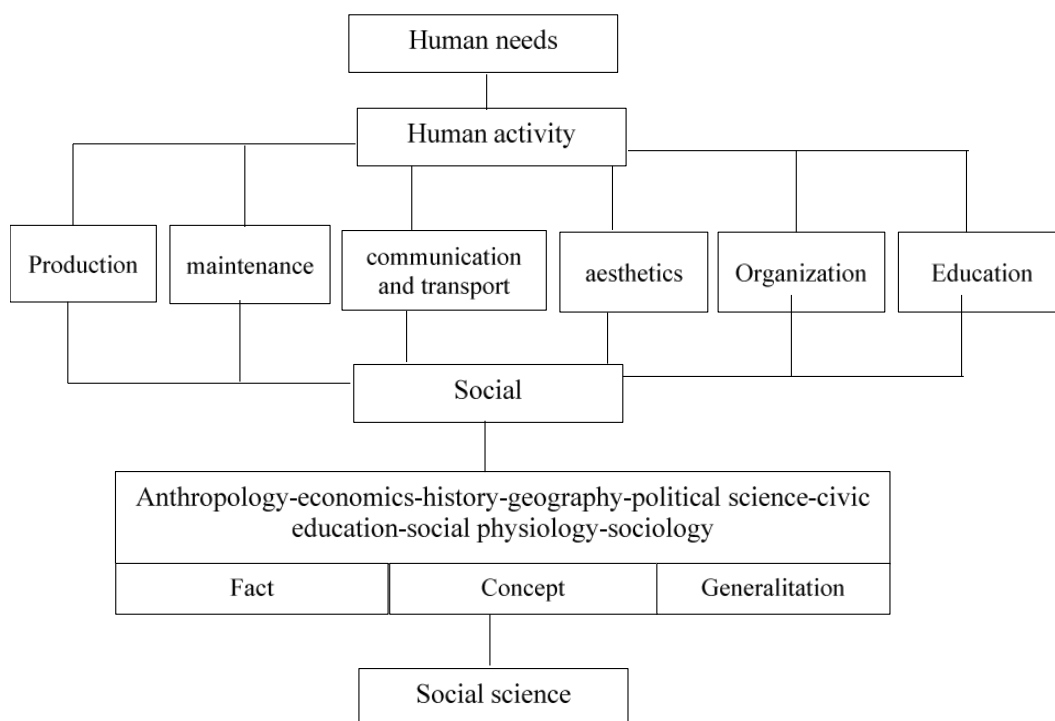 Human needs
Human activity
Production
maintenance
communication
and transport
aesthetics
Organization
Education
Social
Anthropology-economics-history-geography-political science-civic
education-social physiology-sociology
Fact
Concept
Generalitation
Social science